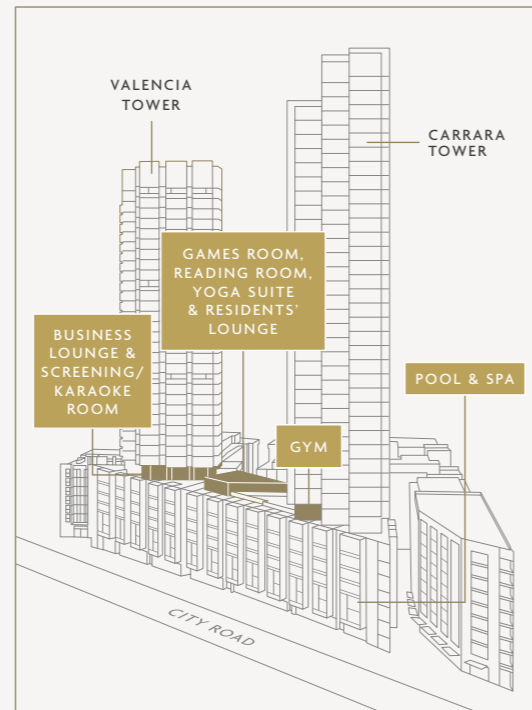 VALENCIA
TOWER
CARRARA
TOWER
GAMES ROOM,
READING ROOM,
YOGA SUITE
& RESIDENTS’
LOUNGE
BUSINESS
LOUNGE &
SCREENING/
KARAOKE
ROOM
POOL & SPA
GYM
CITY ROAD